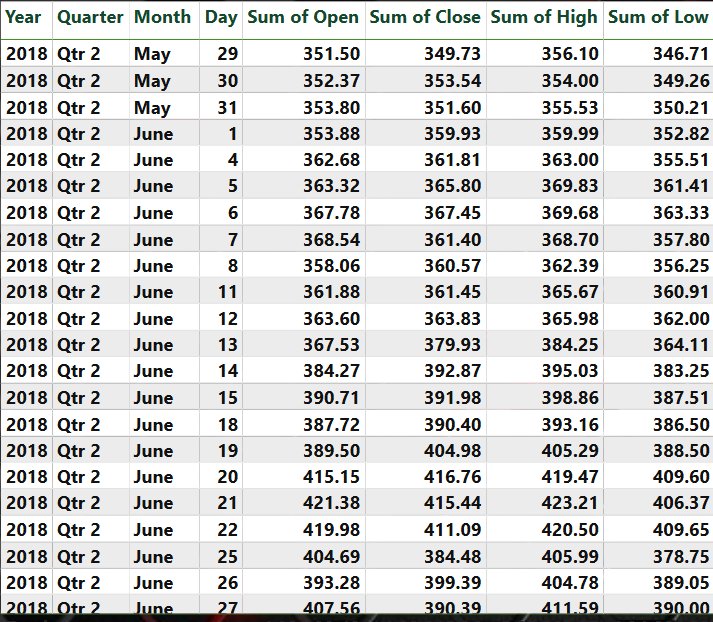 Year Quarter Month Day Sum of Open Sum of Close Sum of High Sum of Low
2018 Qtr 2 May 29 351.50 349.73 356.10 346.71
2018 Qtr 2 May 30 352.37 353.54 354.00 349.26
2018 Qtr 2 May 31 353.80 351.60 355.53 350.21
2018 Qtr 2 June 1 353.88 359.93 359.99 352.82
2018 Qtr 2 June 4 362.68 361.81 363.00 355.51
2018 Qtr 2 June 5 363.32 365.80 369.83 361.41
2018 Qtr 2 June 6 367.78 367.45 369.68 363.33
2018 Qtr 2 June 7 368.54 361.40 368.70 357.80
2018 Qtr 2 June 8 358.06 360.57 362.39 356.25
2018 Qtr 2 June 11 361.88 361.45 365.67 360.91
2018 Qtr 2 June 12 363.60 363.83 365.98 362.00
2018 Qtr 2 June 13 367.53 379.93 384.25 364.11
2018 Qtr 2 June 14 384.27 392.87 395.03 383.25
2018 Qtr 2 June 15 390.71 391.98 398.86 387.51
2018 Qtr 2 June 18 387.72 390.40 393.16 386.50
2018 Qtr 2 June 19 389.50 404.98 405.29 388.50
2018 Qtr 2 June 20 415.15 416.76 419.47 409.60
2018 Qtr 2 June 21 421.38 415.44 423.21 406.37
2018 Qtr 2 June 22 419.98 411.09 420.50 409.65
2018 Qtr 2 June 25 404.69 384.48 405.99 378.75
2018 Qtr 2 June 26 393.28 399.39 404.78 389.05
2018 Qtr 2 June 27 407.56 390.39 411.59 390.00